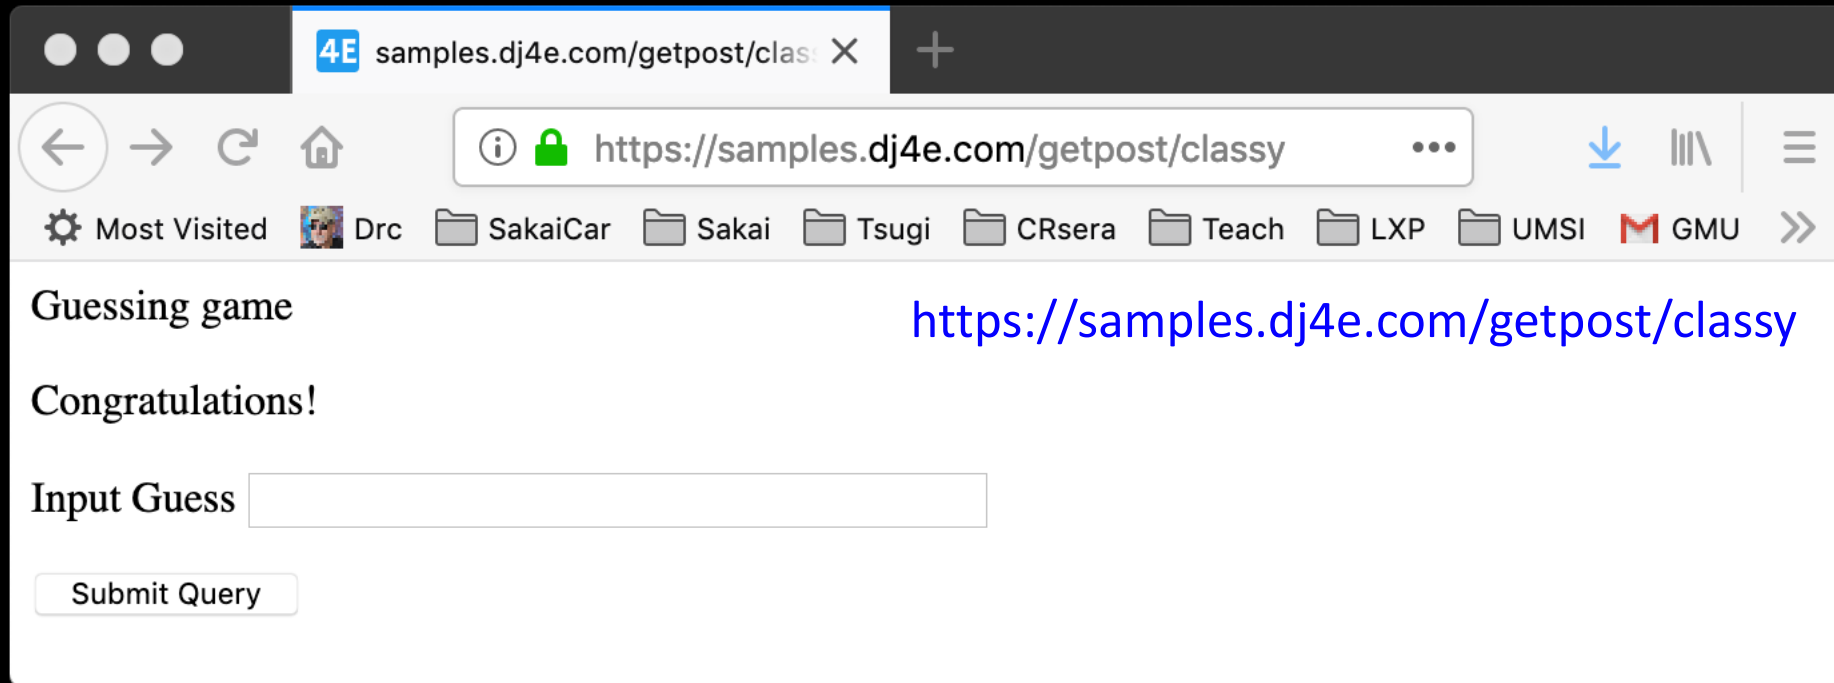 4E samples.dj4e.com/getpost/clas
https://samples.dj4e.com/getpost/classy
Most Visited Drc SakaiCar Sakai Tsugi CRsera Teach LXP UMSI GMU
Guessing game
https://samples.dj4e.com/getpost/classy
Congratulations!
Input Guess
Submit Query